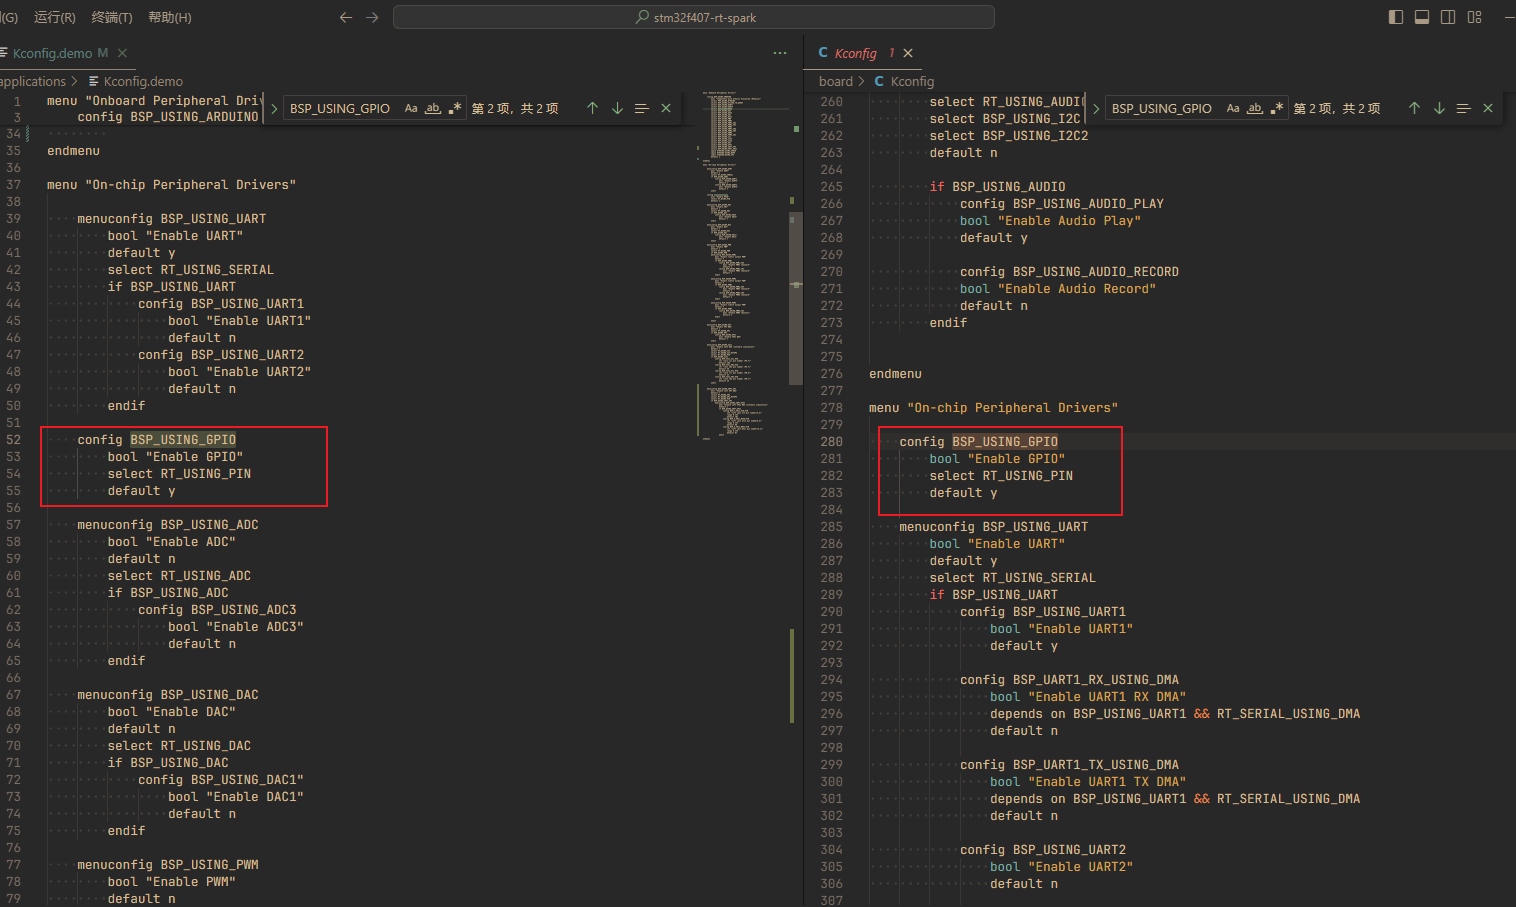 (G) 运行(R) 终端(T) 帮助(H)
stm32f407-rt-spark
Kconfig.demo M
applications > Kconfig.demo
BSP_USING_GPIO Aa ab. .* 第 2 项，共 2 项
1 menu "Onboard Peripheral Driv
3 config BSP_USING_ARDUINO
34
35 endmenu
36
37 menu "On-chip Peripheral Drivers"
38
39 menuconfig BSP_USING_UART
40 bool "Enable UART"
41 default y
42 select RT_USING_SERIAL
43 if BSP_USING_UART
44 config BSP_USING_UART1
45 bool "Enable UART1"
46 default n
47 config BSP_USING_UART2
48 bool "Enable UART2"
49 default n
50 endif
51
52 config BSP_USING_GPIO
53 bool "Enable GPIO"
54 select RT_USING_PIN
55 default y
56
57 menuconfig BSP_USING_ADC
58 bool "Enable ADC"
59 default n
60 select RT_USING_ADC
61 if BSP_USING_ADC
62 config BSP_USING_ADC3
63 bool "Enable ADC3"
64 default n
65 endif
66
67 menuconfig BSP_USING_DAC
68 bool "Enable DAC"
69 default n
70 select RT_USING_DAC
71 if BSP_USING_DAC
72 config BSP_USING_DAC1"
73 bool "Enable DAC1"
74 default n
75 endif
76
77 menuconfig BSP_USING_PWM
78 bool "Enable PWM"
79 default n
C Kconfig 1
board > C Kconfig
BSP_USING_GPIO Aa ab. .* 第 2 项，共 2 项
260 select RT_USING_AUDI
261 select BSP_USING_I2C
262 select BSP_USING_I2C2
263 default n
264
265 if BSP_USING_AUDIO
266 config BSP_USING_AUDIO_PLAY
267 bool "Enable Audio Play"
268 default y
269
270 config BSP_USING_AUDIO_RECORD
271 bool "Enable Audio Record"
272 default n
273 endif
274
275
276 endmenu
277
278 menu "On-chip Peripheral Drivers"
279
280 config BSP_USING_GPIO
281 bool "Enable GPIO"
282 select RT_USING_PIN
283 default y
284
285 menuconfig BSP_USING_UART
286 bool "Enable UART"
287 default y
288 select RT_USING_SERIAL
289 if BSP_USING_UART
290 config BSP_USING_UART1
291 bool "Enable UART1"
292 default y
293
294 config BSP_UART1_RX_USING_DMA
295 bool "Enable UART1 RX DMA"
296 depends on BSP_USING_UART1 && RT_SERIAL_USING_DMA
297 default n
298
299 config BSP_UART1_TX_USING_DMA
300 bool "Enable UART1 TX DMA"
301 depends on BSP_USING_UART1 && RT_SERIAL_USING_DMA
302 default n
303
304 config BSP_USING_UART2
305 bool "Enable UART2"
306 default n
307